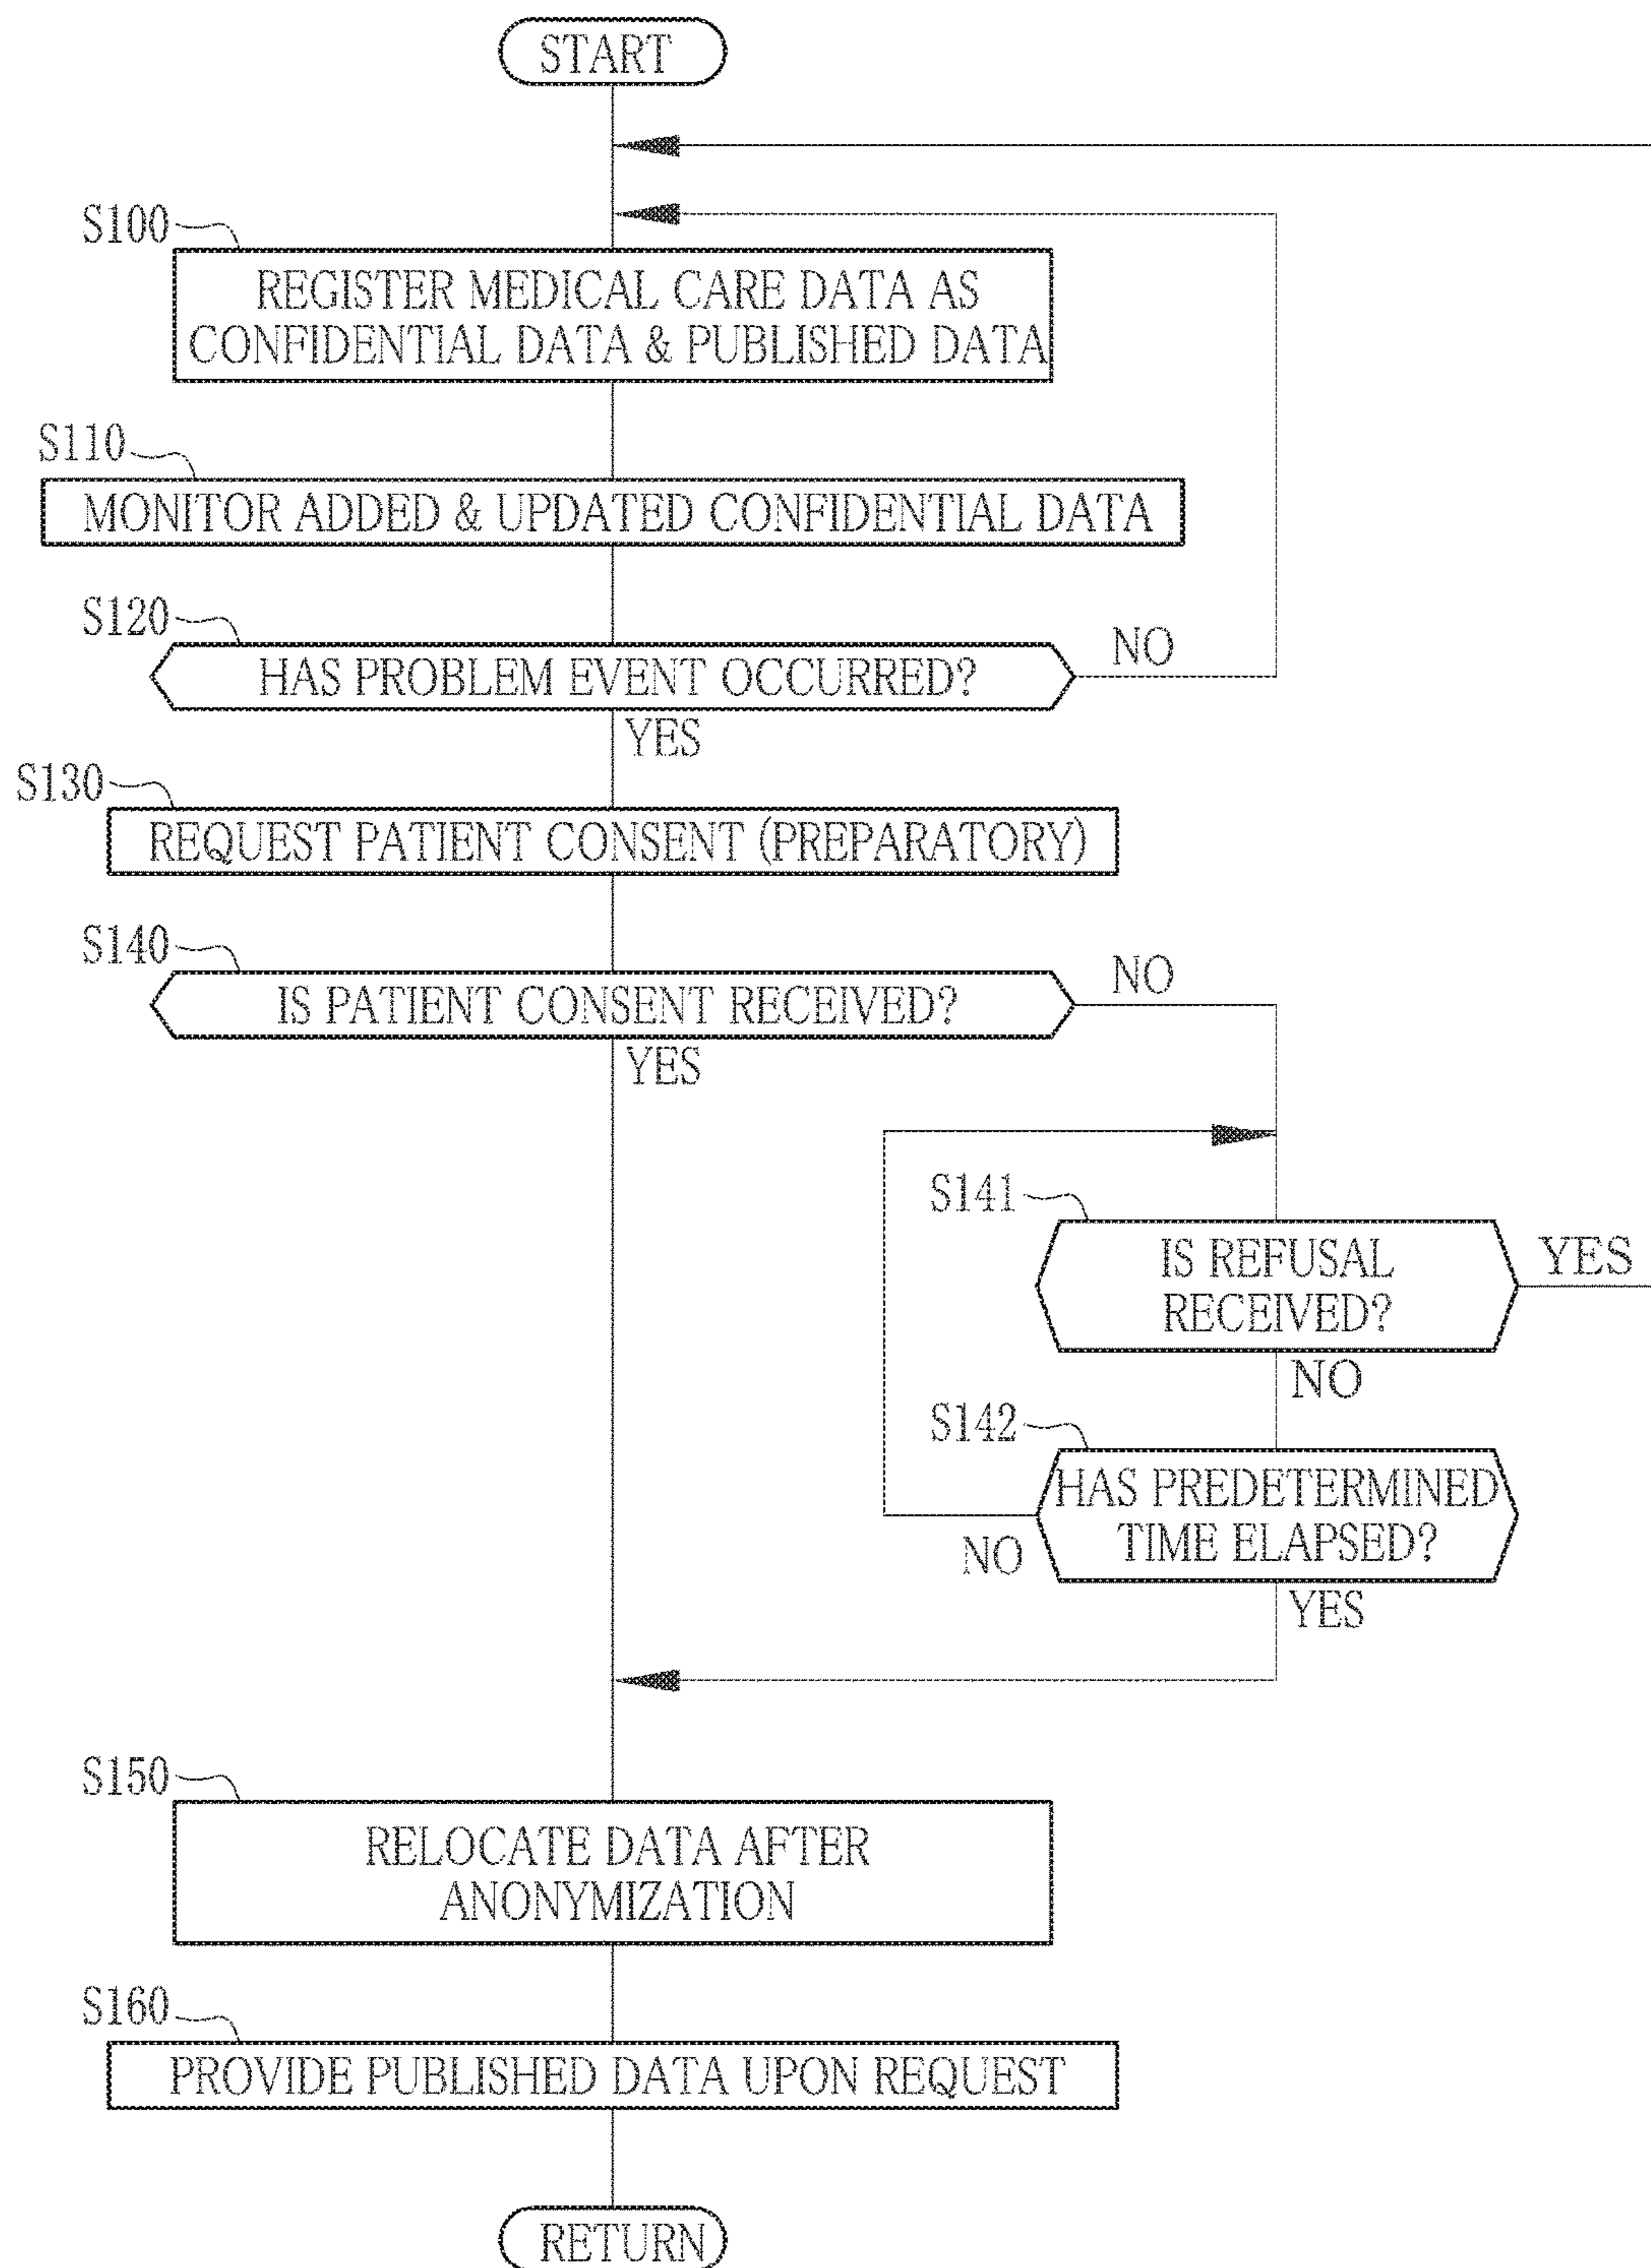 START
S100
REGISTER MEDICAL CARE DATA AS
CONFIDENTIAL DATA & PUBLISHED DATA
S110
MONITOR ADDED & UPDATED CONFIDENTIAL DATA
S120
HAS PROBLEM EVENT OCCURRED?
NO
YES
S130
REQUEST PATIENT CONSENT (PREPARATORY)
S140
IS PATIENT CONSENT RECEIVED?
NO
YES
S141
IS REFUSAL
RECEIVED?
YES
NO
S142
HAS PREDETERMINED
TIME ELAPSED?
NO
YES
S150
RELOCATE DATA AFTER
ANONYMIZATION
S160
PROVIDE PUBLISHED DATA UPON REQUEST
RETURN